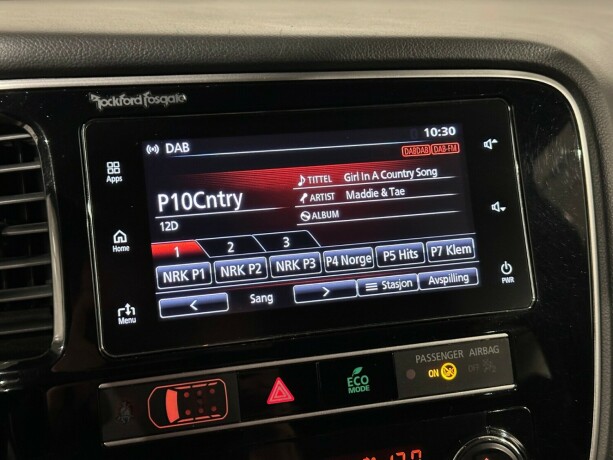 Rockford Fosgate
10:30
DAB
DABDAB DAB-FM
Apps
TITTEL Girl In A Country Song
P10Cntry
ARTIST Maddie & Tae
12D
ALBUM
Home
1 2 3
NRK P1 NRK P2 NRK P3 P4 Norge P5 Hits P7 Klem
< Sang > Stasjon Avspilling
PWR
Menu
PASSENGER AIRBAG
ON OFF
ECO
MODE